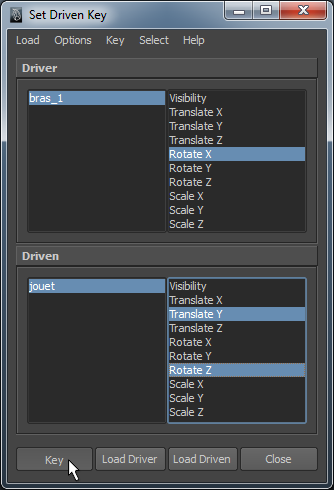 Set Driven Key
Load Options Key Select Help
Driver
bras_1
Visibility
Translate X
Translate Y
Translate Z
Rotate X
Rotate Y
Rotate Z
Scale X
Scale Y
Scale Z
Driven
jouet
Visibility
Translate X
Translate Y
Translate Z
Rotate X
Rotate Y
Rotate Z
Scale X
Scale Y
Scale Z
Key Load Driver Load Driven Close